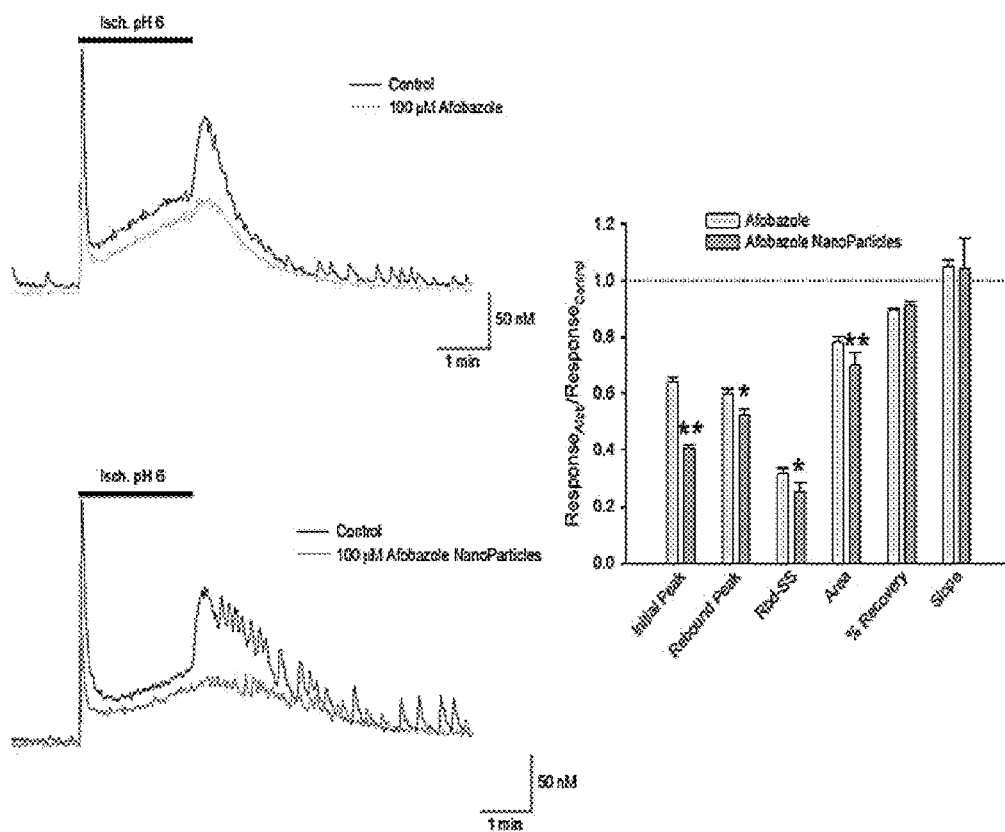 Isch. pH 6
Control
100 µM Afobazole
50 nM
1 min
Isch. pH 6
Control
100 µM Afobazole NanoParticles
50 nM
1 min
Afobazole
Afobazole NanoParticles
Response_Afob/Response_Control
1.2
1.0
0.8
0.6
0.4
0.2
0.0
**
*
*
**
Initial Peak
Rebound Peak
Rbd-SS
Area
% Recovery
Slope